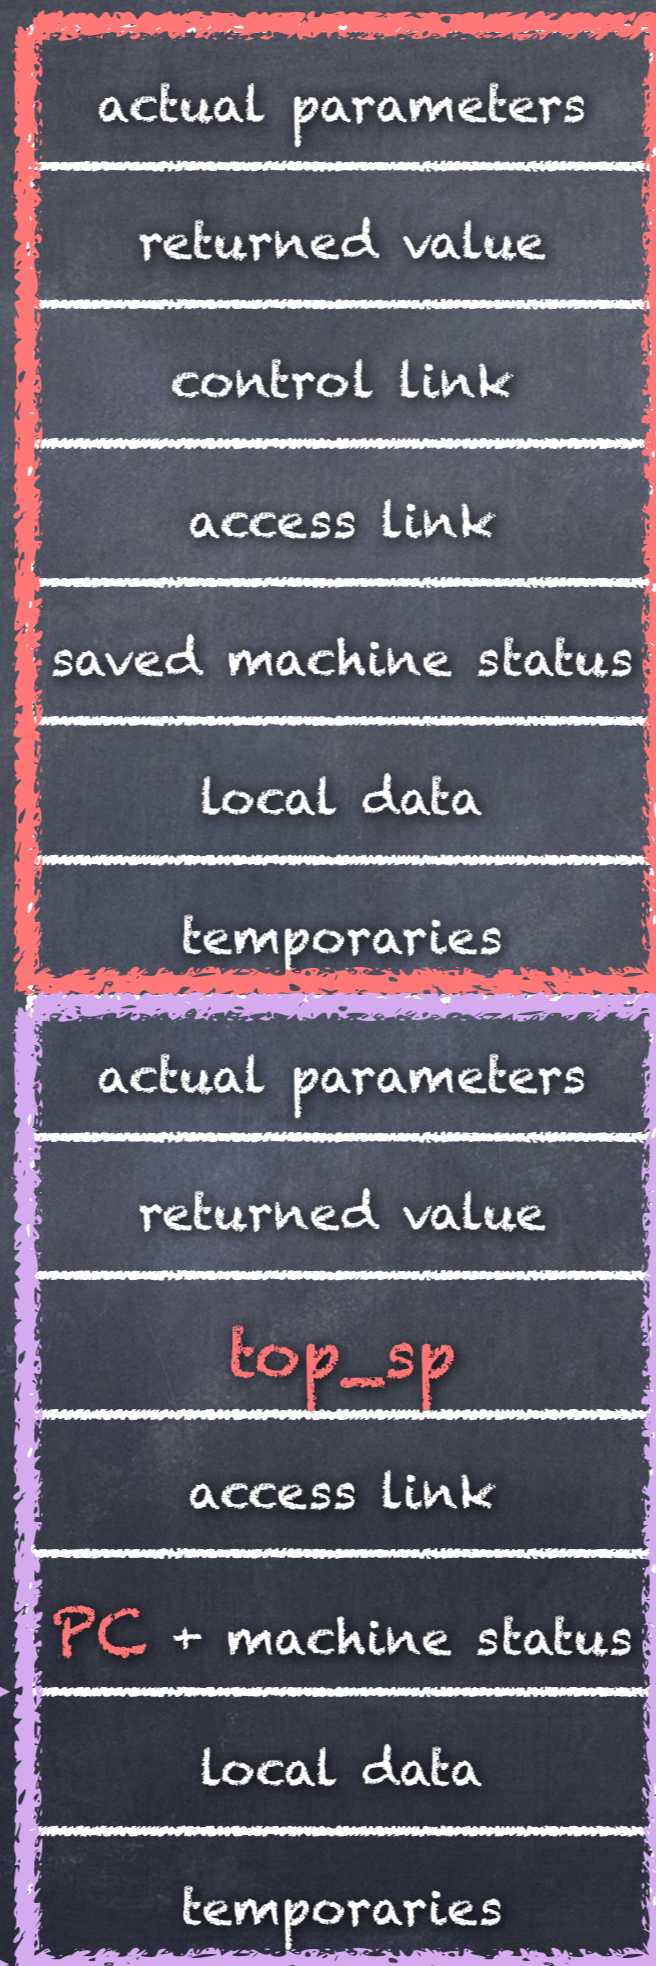 actual parameters
returned value
control link
access link
saved machine status
local data
temporaries
actual parameters
returned value
top_sp
access link
PC + machine status
local data
temporaries